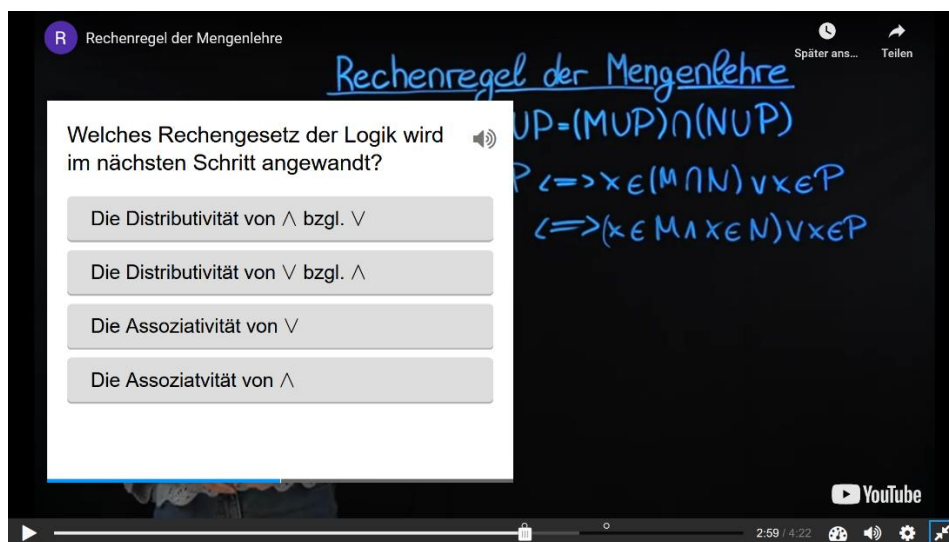 R Rechenregel der Mengenlehre
Später ans...
Teilen
Rechenregel der Mengenlehre
UP=(MUP)∩(NUP)
P <=> x ∈ (M ∩ N) ∨ x ∈ P
<=> (x ∈ M ∧ x ∈ N) ∨ x ∈ P
Welches Rechengesetz der Logik wird
im nächsten Schritt angewandt?
Die Distributivität von ∧ bzgl. ∨
Die Distributivität von ∨ bzgl. ∧
Die Assoziativität von ∨
Die Assoziatvität von ∧
YouTube
2:59 / 4:22